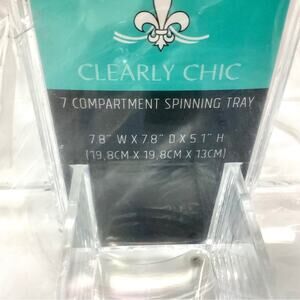 CLEARLY CHIC
7 COMPARTMENT SPINNING TRAY
7.8" W X 7.8" D X 5.1" H
(19,8CM X 19,8CM X 13CM)